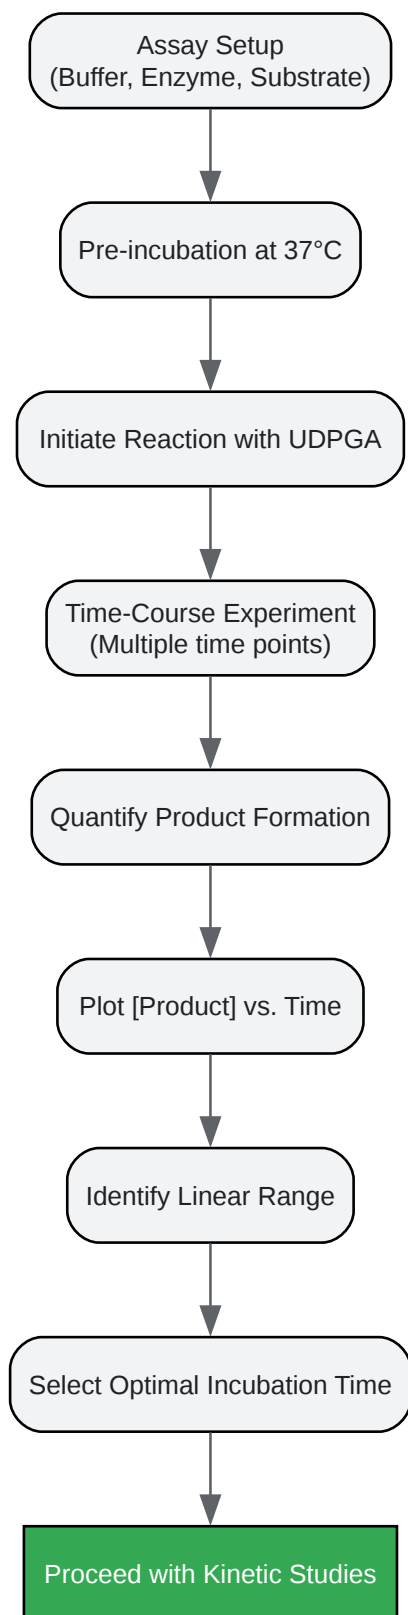 Assay Setup
(Buffer, Enzyme, Substrate)
Pre-incubation at 37°C
Initiate Reaction with UDPGA
Time-Course Experiment
(Multiple time points)
Quantify Product Formation
Plot [Product] vs. Time
Identify Linear Range
Select Optimal Incubation Time
Proceed with Kinetic Studies